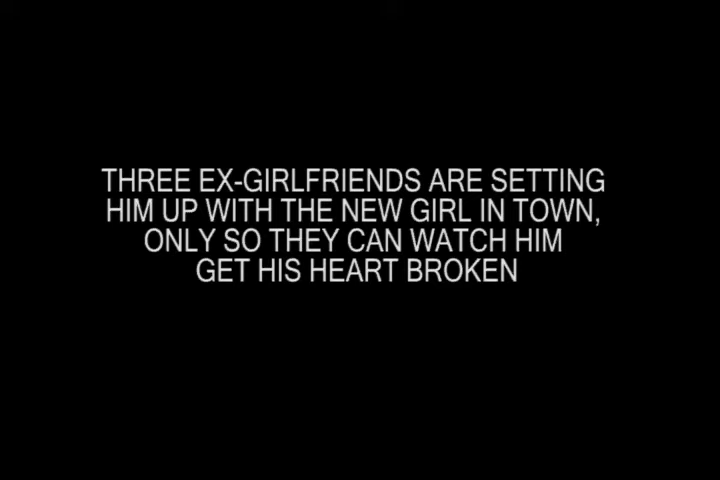 THREE EX-GIRLFRIENDS ARE SETTING
HIM UP WITH THE NEW GIRL IN TOWN,
ONLY SO THEY CAN WATCH HIM
GET HIS HEART BROKEN